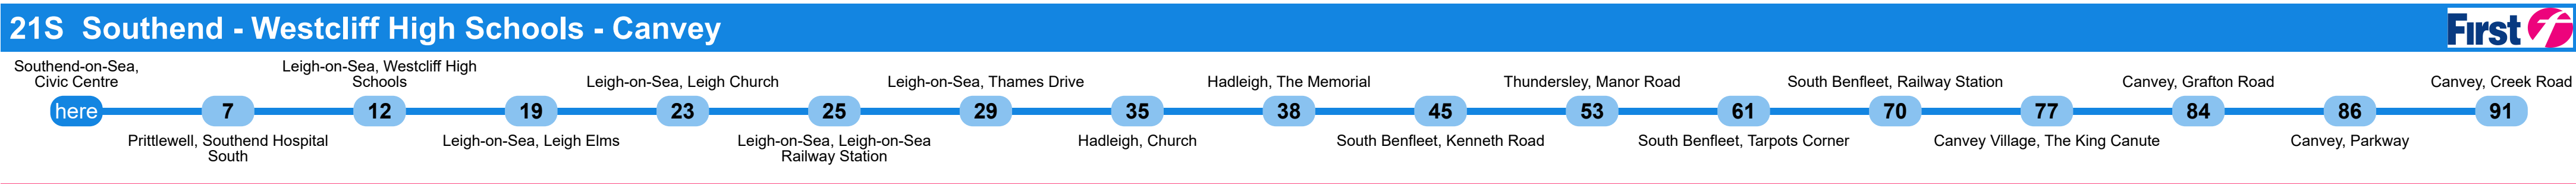 21S Southend - Westcliff High Schools - Canvey
First
Southend-on-Sea,
Civic Centre
here
7
Prittlewell, Southend Hospital
South
Leigh-on-Sea, Westcliff High
Schools
12
19
Leigh-on-Sea, Leigh Elms
Leigh-on-Sea, Leigh Church
23
25
Leigh-on-Sea, Leigh-on-Sea
Railway Station
Leigh-on-Sea, Thames Drive
29
35
Hadleigh, Church
Hadleigh, The Memorial
38
45
South Benfleet, Kenneth Road
Thundersley, Manor Road
53
61
South Benfleet, Tarpots Corner
South Benfleet, Railway Station
70
77
Canvey Village, The King Canute
Canvey, Grafton Road
84
86
Canvey, Parkway
Canvey, Creek Road
91